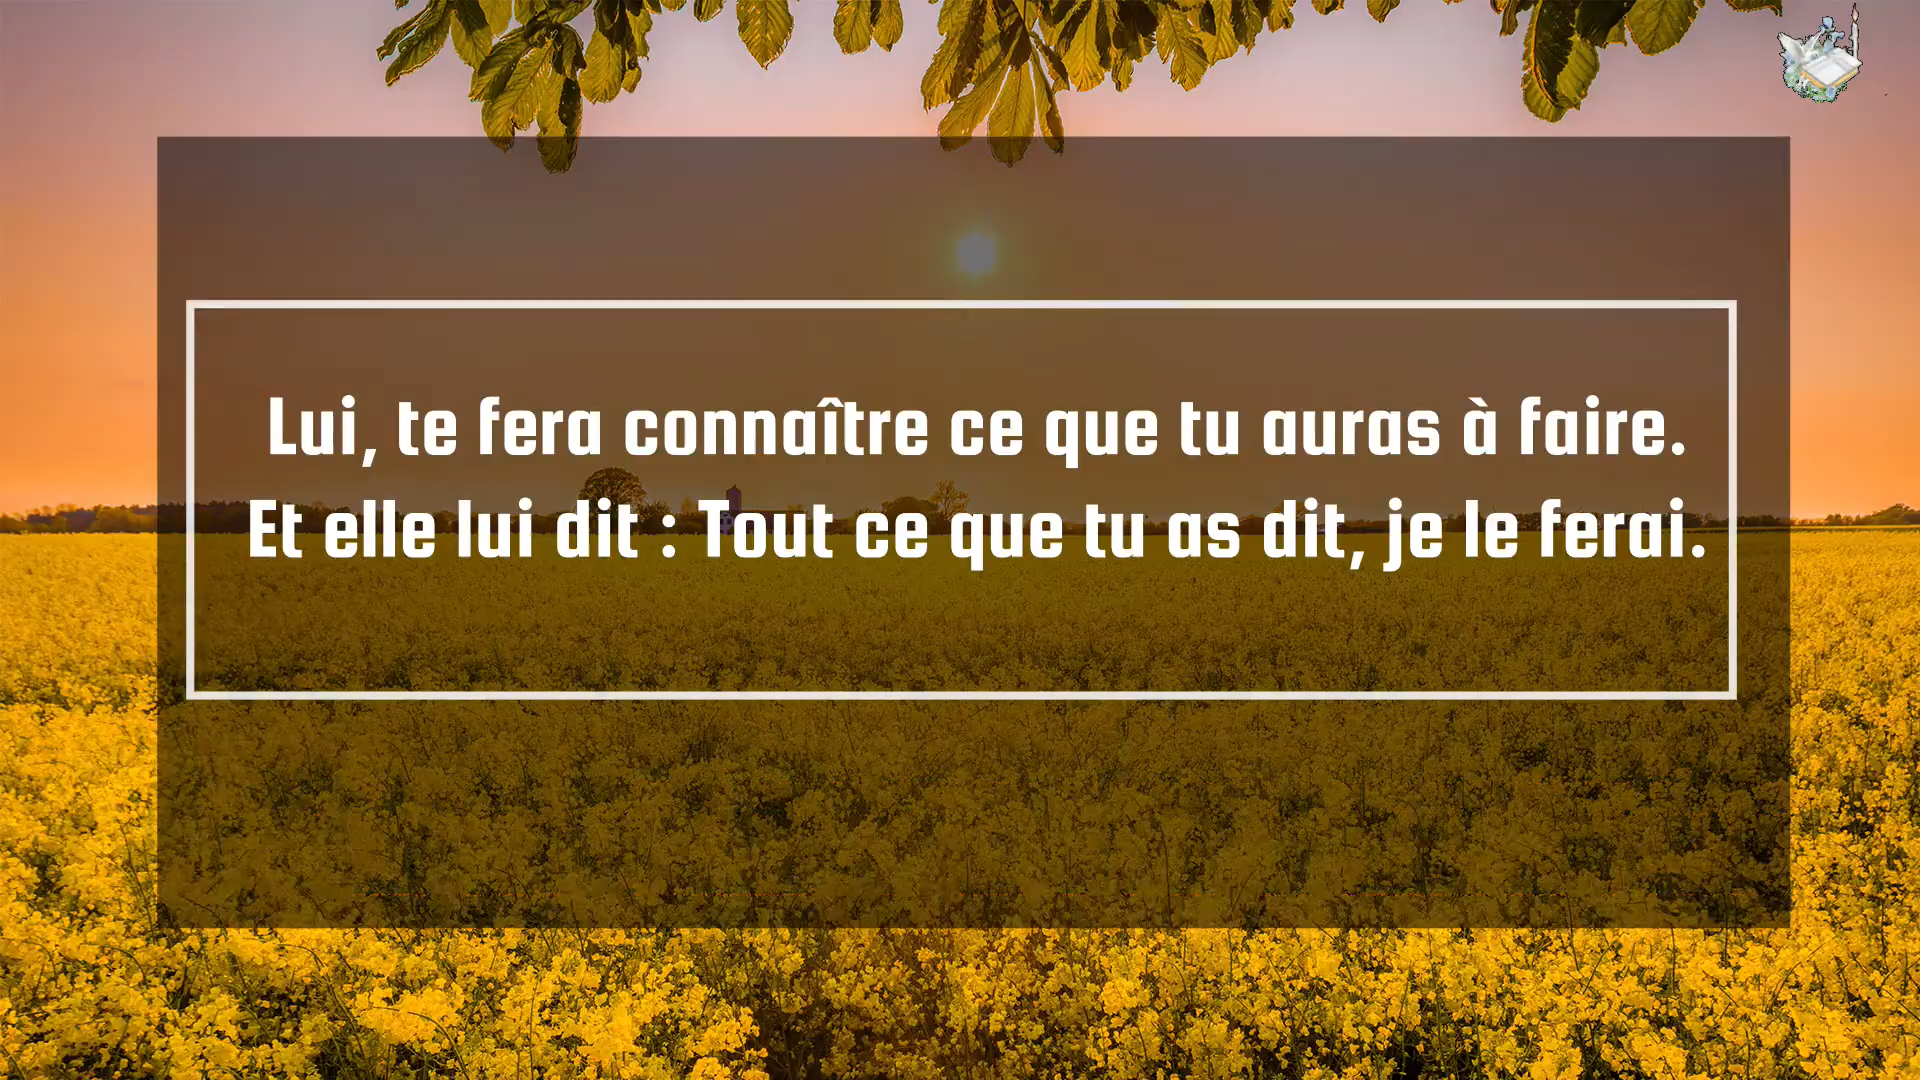 Lui, te fera connaître ce que tu auras à faire.
Et elle lui dit : Tout ce que tu as dit, je le ferai.